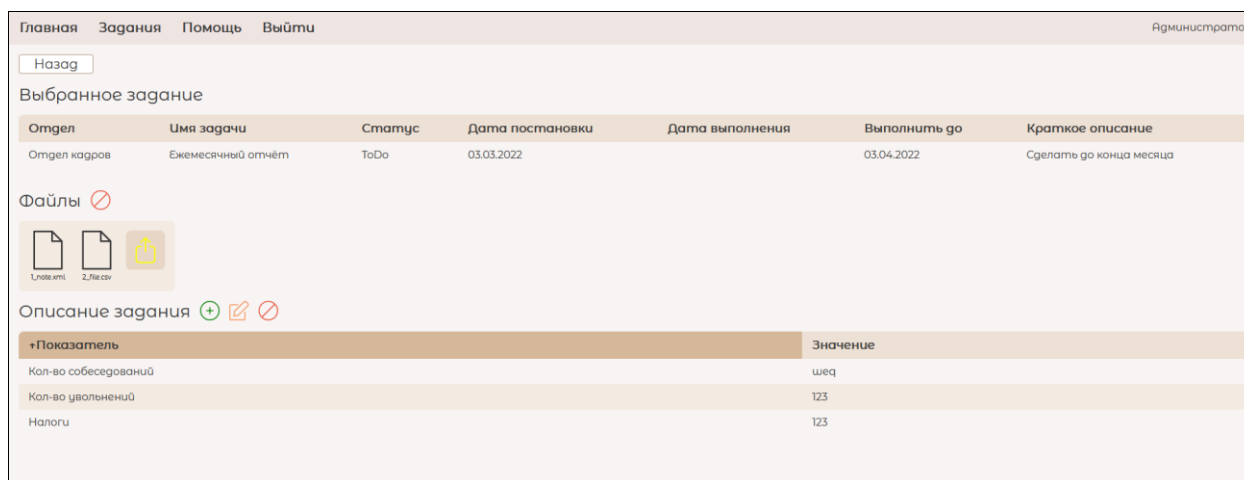 Главная Задания Помощь Выйти Администрато
Назад
Выбранное задание
Отдел Имя задачи Статус Дата постановки Дата выполнения Выполнить до Краткое описание
Отдел кадров Ежемесячный отчёт ToDo 03.03.2022 03.04.2022 Сделать до конца месяца
Файлы
1_note.xml 2_file.csv
Описание задания
↑Показатель Значение
Кол-во собеседований weq
Кол-во увольнений 123
Налоги 123